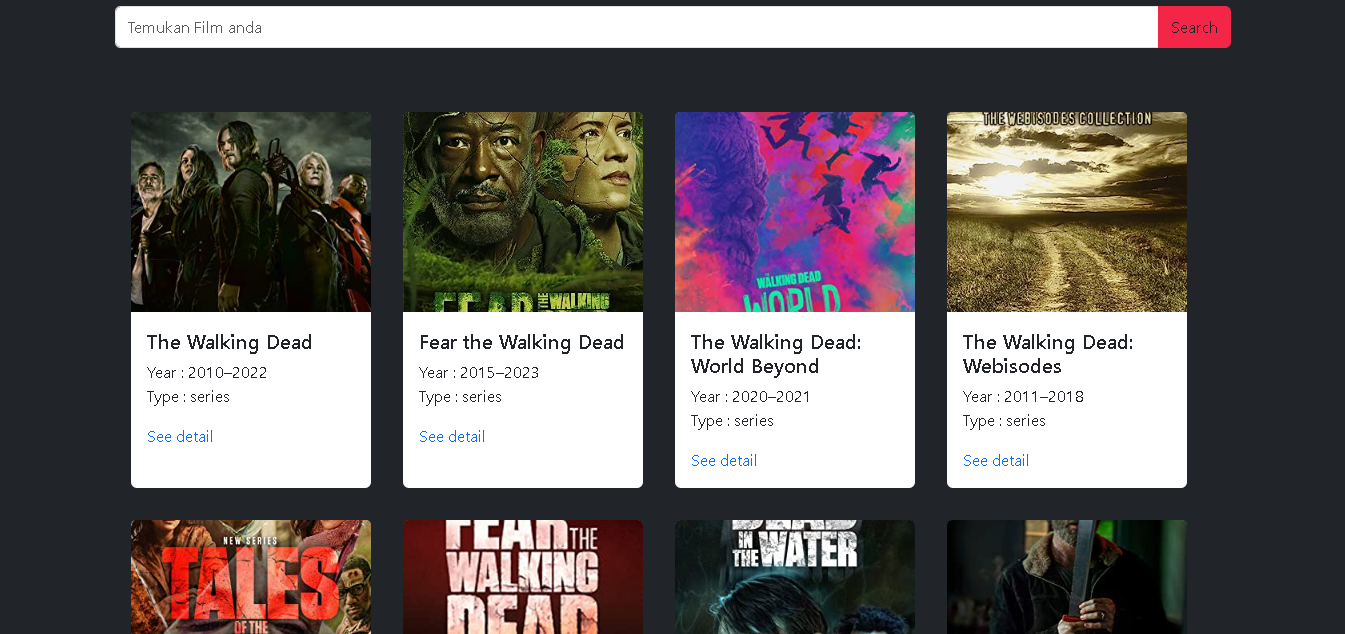 Temukan Film anda
Search
THE WEBISODES COLLECTION
FEAR THE WALKING
THE WALKING DEAD
WORLD
The Walking Dead
Year : 2010–2022
Type : series
See detail
Fear the Walking Dead
Year : 2015–2023
Type : series
See detail
The Walking Dead:
World Beyond
Year : 2020–2021
Type : series
See detail
The Walking Dead:
Webisodes
Year : 2011–2018
Type : series
See detail
NEW SERIES
TALES
OF THE
FEAR THE
WALKING
DEAD
DEAD
IN THE WATER